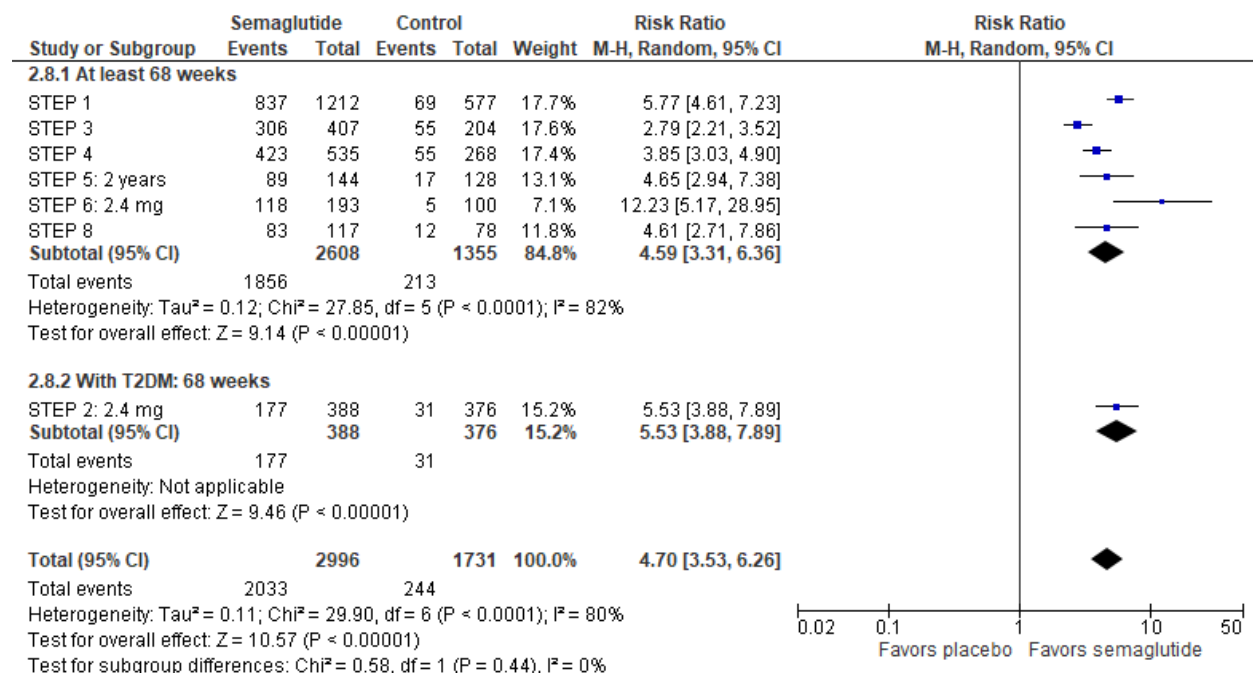 Semaglutide Control Risk Ratio Risk Ratio
Study or Subgroup Events Total Events Total Weight M-H, Random, 95% CI M-H, Random, 95% CI
2.8.1 At least 68 weeks
STEP 1 837 1212 69 577 17.7% 5.77 [4.61, 7.23]
STEP 3 306 407 55 204 17.6% 2.79 [2.21, 3.52]
STEP 4 423 535 55 268 17.4% 3.85 [3.03, 4.90]
STEP 5: 2 years 89 144 17 128 13.1% 4.65 [2.94, 7.38]
STEP 6: 2.4 mg 118 193 5 100 7.1% 12.23 [5.17, 28.95]
STEP 8 83 117 12 78 11.8% 4.61 [2.71, 7.86]
Subtotal (95% CI) 2608 1355 84.8% 4.59 [3.31, 6.36]
Total events 1856 213
Heterogeneity: Tau² = 0.12; Chi² = 27.85, df = 5 (P < 0.0001); I² = 82%
Test for overall effect: Z = 9.14 (P < 0.00001)
2.8.2 With T2DM: 68 weeks
STEP 2: 2.4 mg 177 388 31 376 15.2% 5.53 [3.88, 7.89]
Subtotal (95% CI) 388 376 15.2% 5.53 [3.88, 7.89]
Total events 177 31
Heterogeneity: Not applicable
Test for overall effect: Z = 9.46 (P < 0.00001)
Total (95% CI) 2996 1731 100.0% 4.70 [3.53, 6.26]
Total events 2033 244
Heterogeneity: Tau² = 0.11; Chi² = 29.90, df = 6 (P < 0.0001); I² = 80%
Test for overall effect: Z = 10.57 (P < 0.00001)
Test for subgroup differences: Chi² = 0.58, df = 1 (P = 0.44), I² = 0%
0.02 0.1 1 10 50
Favors placebo Favors semaglutide